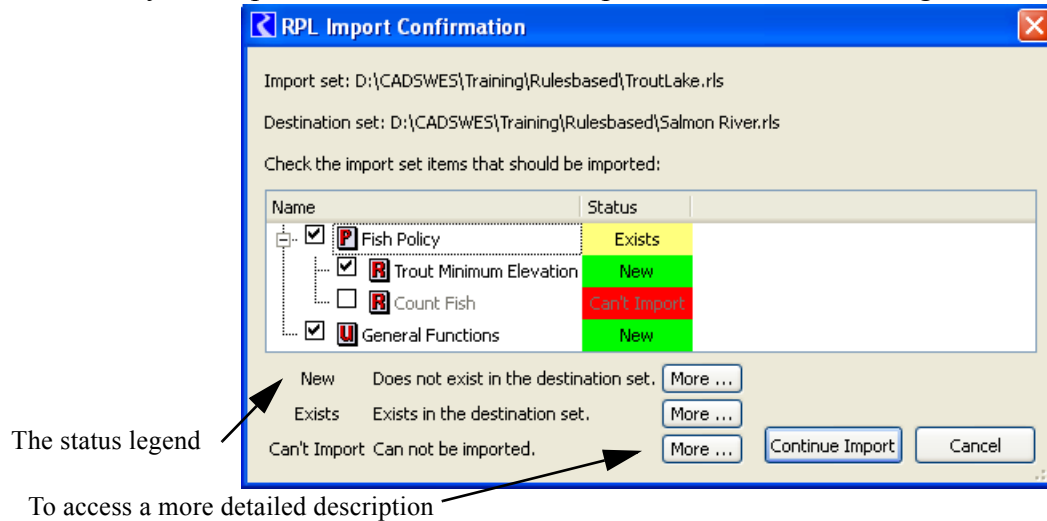 RPL Import Confirmation
Import set: D:\CADSWES\Training\Rulesbased\TroutLake.rls
Destination set: D:\CADSWES\Training\Rulesbased\Salmon River.rls
Check the import set items that should be imported:
Name Status
P Fish Policy Exists
R Trout Minimum Elevation New
R Count Fish Can't Import
U General Functions New
New Does not exist in the destination set. More ...
Exists Exists in the destination set. More ...
The status legend
Can't Import Can not be imported. More ... Continue Import Cancel
To access a more detailed description